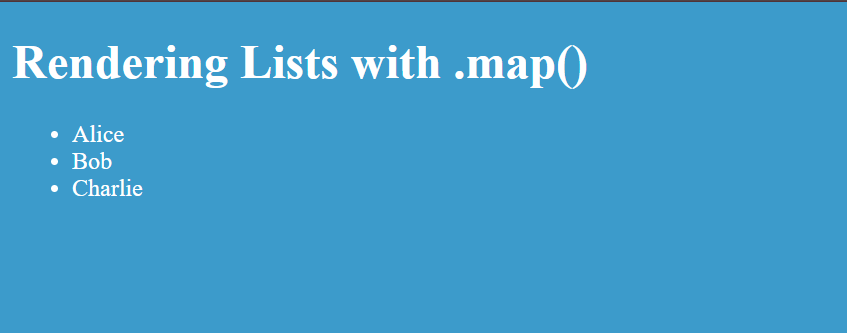 Rendering Lists with .map()
• Alice
• Bob
• Charlie